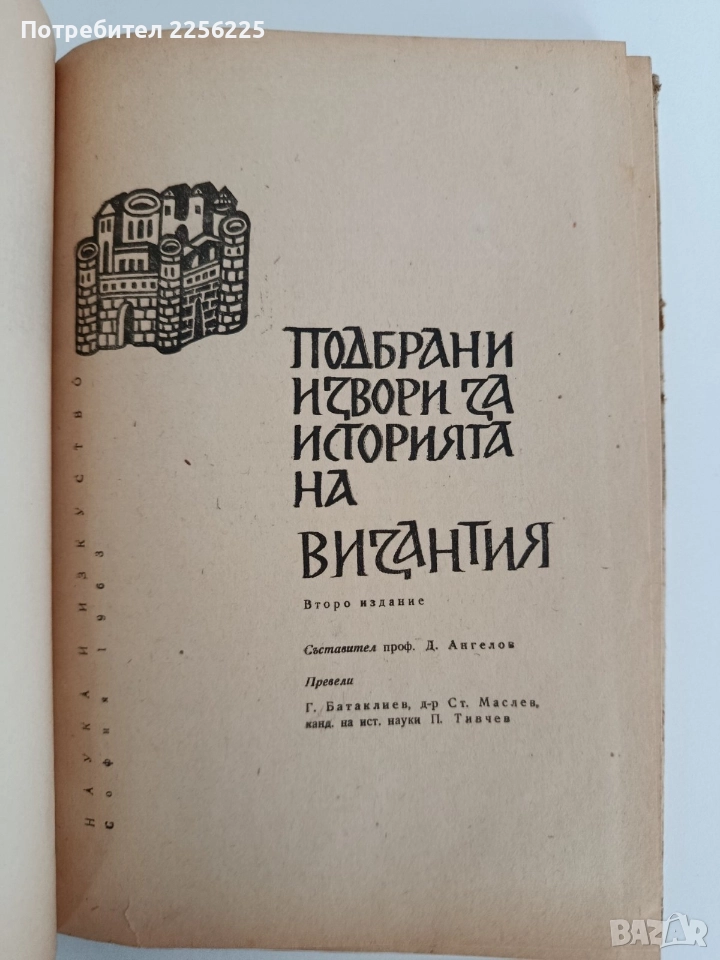 Потребител 2256225
ПОДБРАНИ
ИЗВОРИ ЗА
ИСТОРИЯТА
НА
ВИЗАНТИЯ
Второ издание
Съставител проф. Д. Ангелов
Превели
Г. Батаклиев, д-р Ст. Маслев,
канд. на ист. науки П. Тивчев
НАУКА И ИЗКУСТВО
София 1963
BAZAR